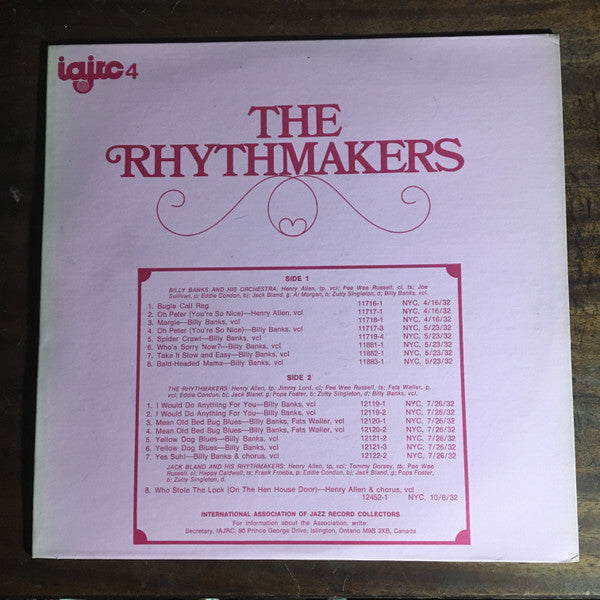 iajrc 4
THE
RHYTHMAKERS
SIDE 1
BILLY BANKS AND HIS ORCHESTRA: Henry Allen, tp, vcl; Pee Wee Russell, cl, ts; Joe
Sullivan, p; Eddie Condon, bj; Jack Bland, g; Al Morgan, b; Zutty Singleton, d; Billy Banks, vcl.
1. Bugle Call Rag 11716-1 NYC, 4/16/32
2. Oh Peter (You're So Nice)—Henry Allen, vcl 11717-1 NYC, 4/16/32
3. Margie—Billy Banks, vcl 11718-1 NYC, 4/16/32
4. Oh Peter (You're So Nice)—Billy Banks, vcl 11717-3 NYC, 5/23/32
5. Spider Crawl—Billy Banks, vcl 11719-4 NYC, 5/23/32
6. Who's Sorry Now?—Billy Banks, vcl 11881-1 NYC, 5/23/32
7. Take It Slow and Easy—Billy Banks, vcl 11882-1 NYC, 5/23/32
8. Bald-Headed Mama—Billy Banks, vcl 11883-1 NYC, 5/23/32
SIDE 2
THE RHYTHMAKERS: Henry Allen, tp; Jimmy Lord, cl; Pee Wee Russell, ts; Fats Waller, p,
vcl; Eddie Condon, bj; Jack Bland, g; Pops Foster, b; Zutty Singleton, d; Billy Banks, vcl.
1. I Would Do Anything For You—Billy Banks, vcl 12119-1 NYC, 7/26/32
2. I Would Do Anything For You—Billy Banks, vcl 12119-2 NYC, 7/26/32
3. Mean Old Bed Bug Blues—Billy Banks, Fats Waller, vcl 12120-1 NYC, 7/26/32
4. Mean Old Bed Bug Blues—Billy Banks, Fats Waller, vcl 12120-2 NYC, 7/26/32
5. Yellow Dog Blues—Billy Banks, vcl 12121-2 NYC, 7/26/32
6. Yellow Dog Blues—Billy Banks, vcl 12121-3 NYC, 7/26/32
7. Yes Suh!—Billy Banks & chorus, vcl 12122-2 NYC, 7/26/32
JACK BLAND AND HIS RHYTHMAKERS: Henry Allen, vcl; Tommy Dorsey, tb; Pee Wee
Russell, cl; Happy Caldwell, ts, Frank Froeba, p; Eddie Condon, bj; Jack Bland, g; Pops Foster,
b; Zutty Singleton, d.
8. Who Stole The Lock (On The Hen House Door)—Henry Allen & chorus, vcl
12452-1 NYC, 10/8/32
INTERNATIONAL ASSOCIATION OF JAZZ RECORD COLLECTORS
For information about the Association, write:
Secretary, IAJRC, 90 Prince George Drive, Islington, Ontario M9B 2XB, Canada